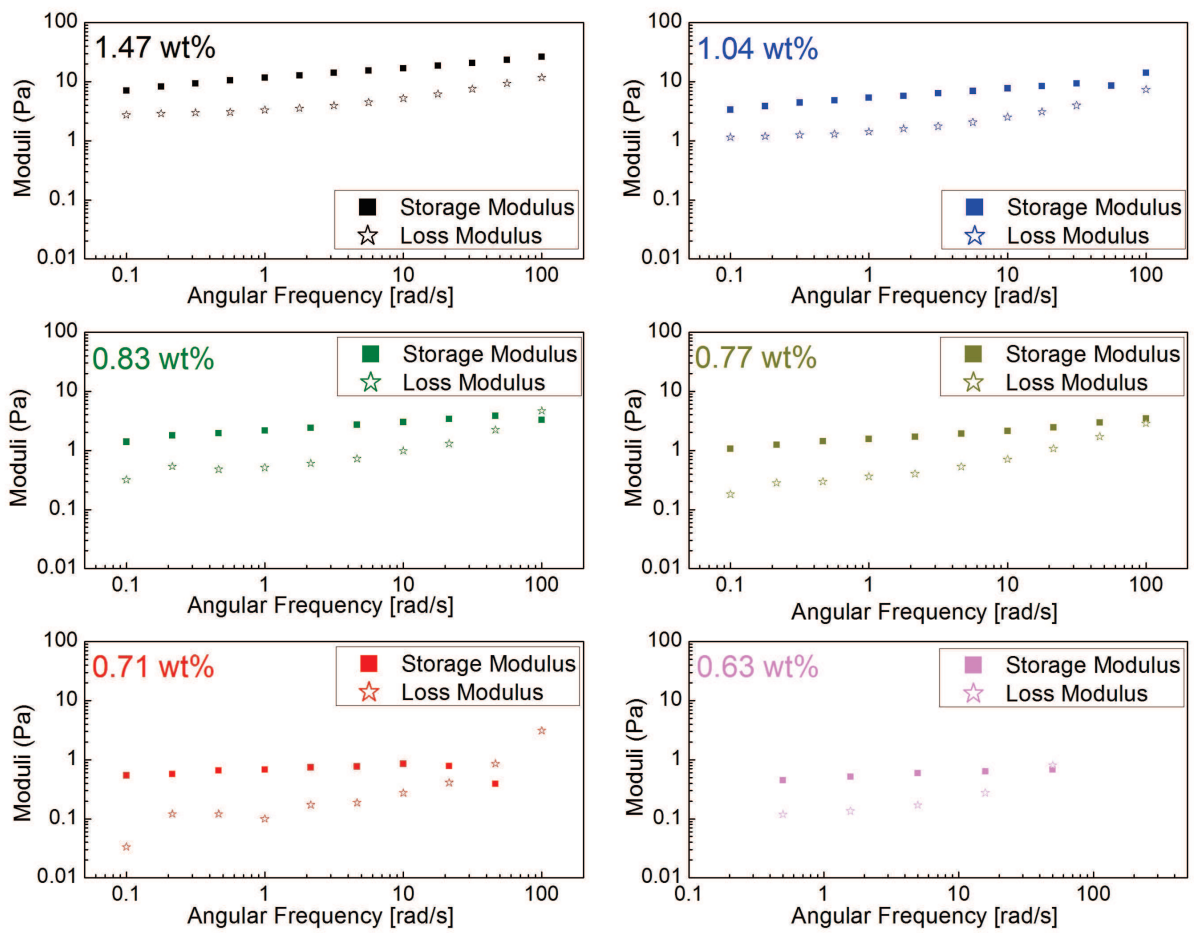 1.47 wt%
Moduli (Pa)
100
10
1
0.1
0.01
Storage Modulus
Loss Modulus
0.1 1 10 100
Angular Frequency [rad/s]
1.04 wt%
Moduli (Pa)
100
10
1
0.1
0.01
Storage Modulus
Loss Modulus
0.1 1 10 100
Angular Frequency [rad/s]
0.83 wt%
Moduli (Pa)
100
10
1
0.1
0.01
Storage Modulus
Loss Modulus
0.1 1 10 100
Angular Frequency [rad/s]
0.77 wt%
Moduli (Pa)
100
10
1
0.1
0.01
Storage Modulus
Loss Modulus
0.1 1 10 100
Angular Frequency [rad/s]
0.71 wt%
Moduli (Pa)
100
10
1
0.1
0.01
Storage Modulus
Loss Modulus
0.1 1 10 100
Angular Frequency [rad/s]
0.63 wt%
Moduli (Pa)
100
10
1
0.1
0.01
Storage Modulus
Loss Modulus
0.1 1 10 100
Angular Frequency [rad/s]